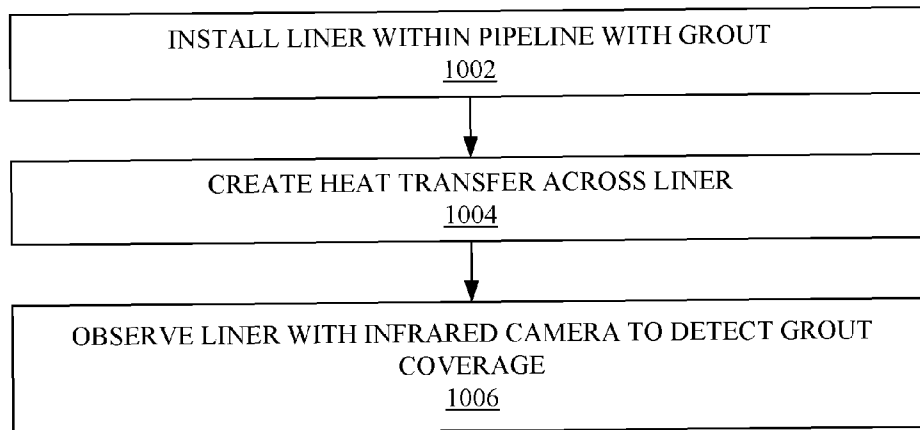 INSTALL LINER WITHIN PIPELINE WITH GROUT
1002
CREATE HEAT TRANSFER ACROSS LINER
1004
OBSERVE LINER WITH INFRARED CAMERA TO DETECT GROUT
COVERAGE
1006